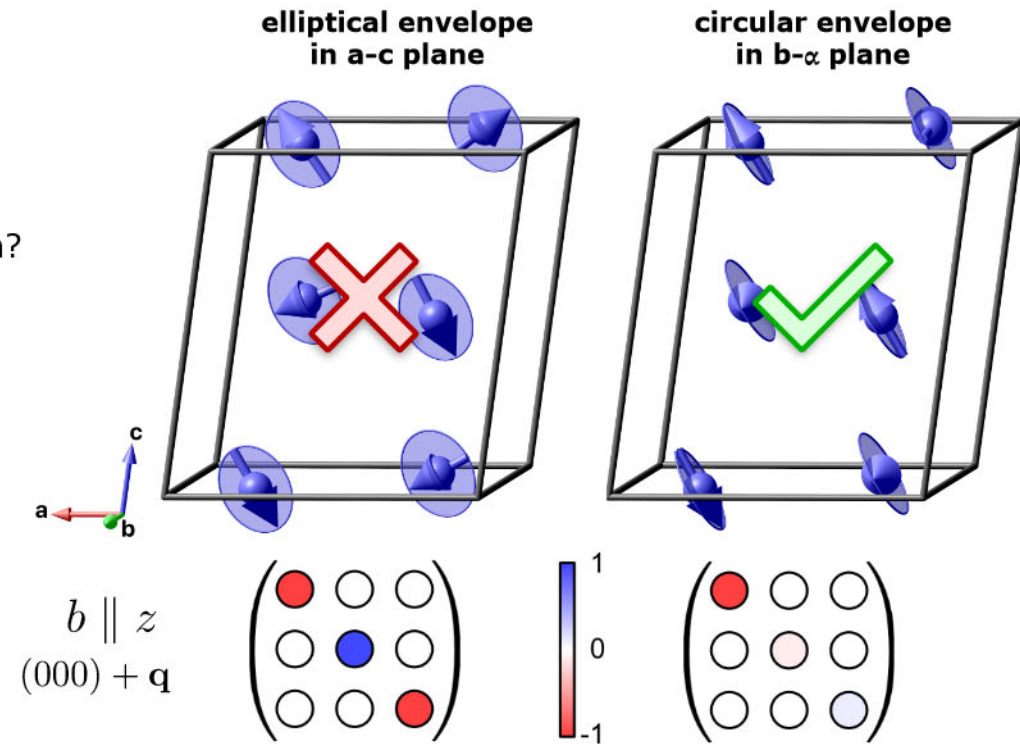 elliptical envelope
in a-c plane
circular envelope
in b-α plane
?
c
a
b
b ∥ z
(000) + q
1
0
-1